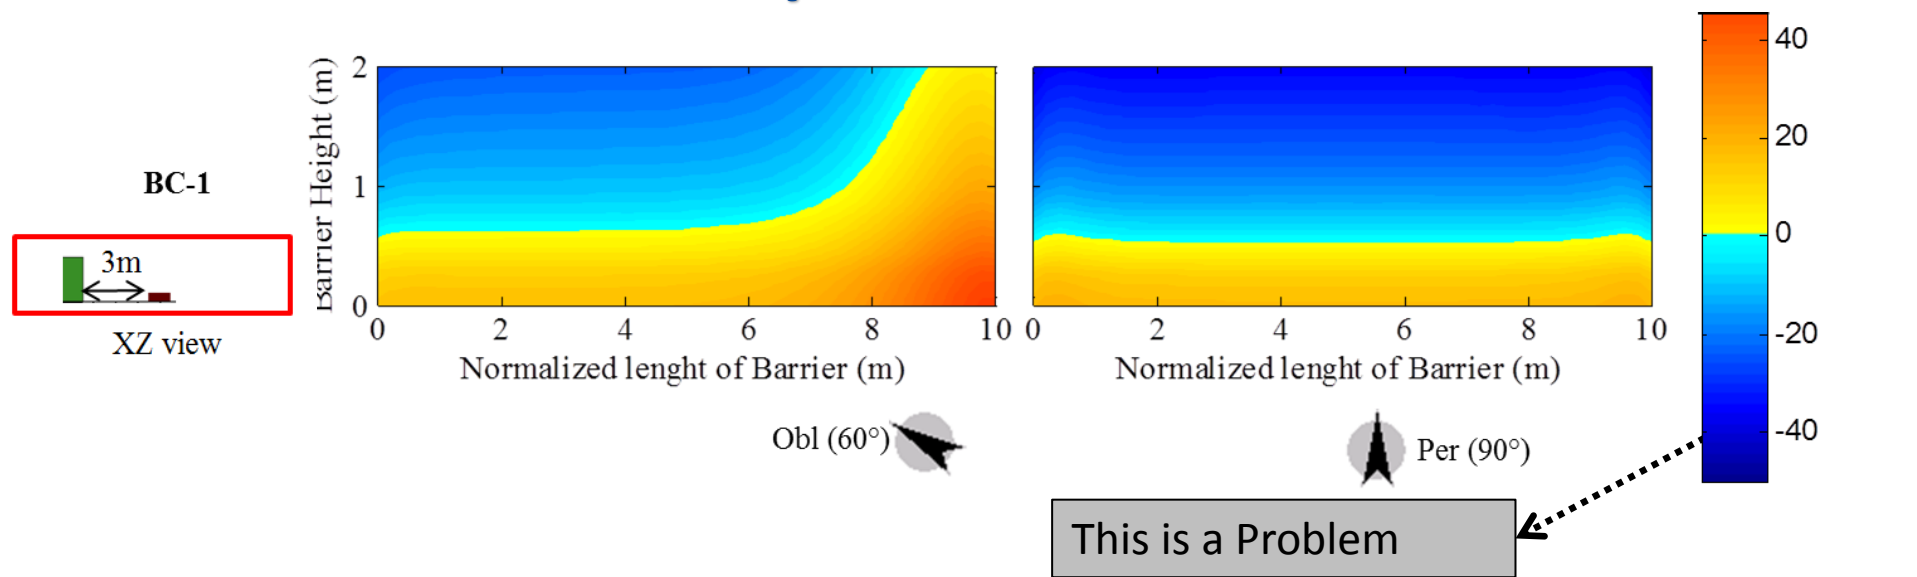 BC-1
3m
XZ view
Barrier Height (m)
2
1
0
0 2 4 6 8 10
Normalized lenght of Barrier (m)
Obl (60°)
0 2 4 6 8 10
Normalized lenght of Barrier (m)
Per (90°)
40
20
0
-20
-40
This is a Problem